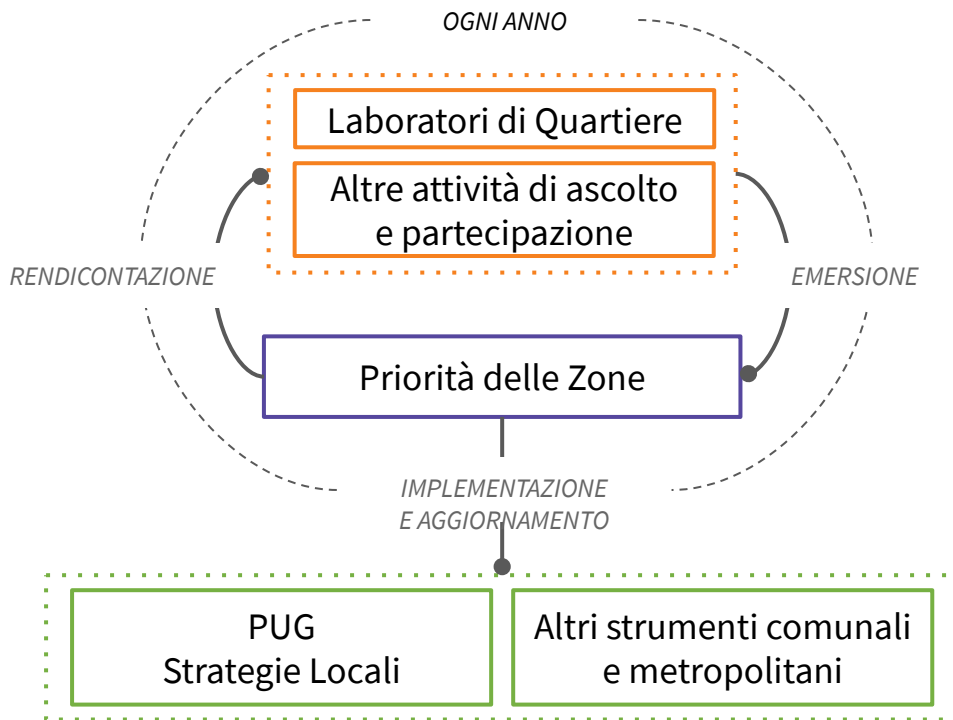 OGNI ANNO
Laboratori di Quartiere
Altre attività di ascolto
e partecipazione
RENDICONTAZIONE
EMERSIONE
Priorità delle Zone
IMPLEMENTAZIONE
E AGGIORNAMENTO
PUG
Strategie Locali
Altri strumenti comunali
e metropolitani